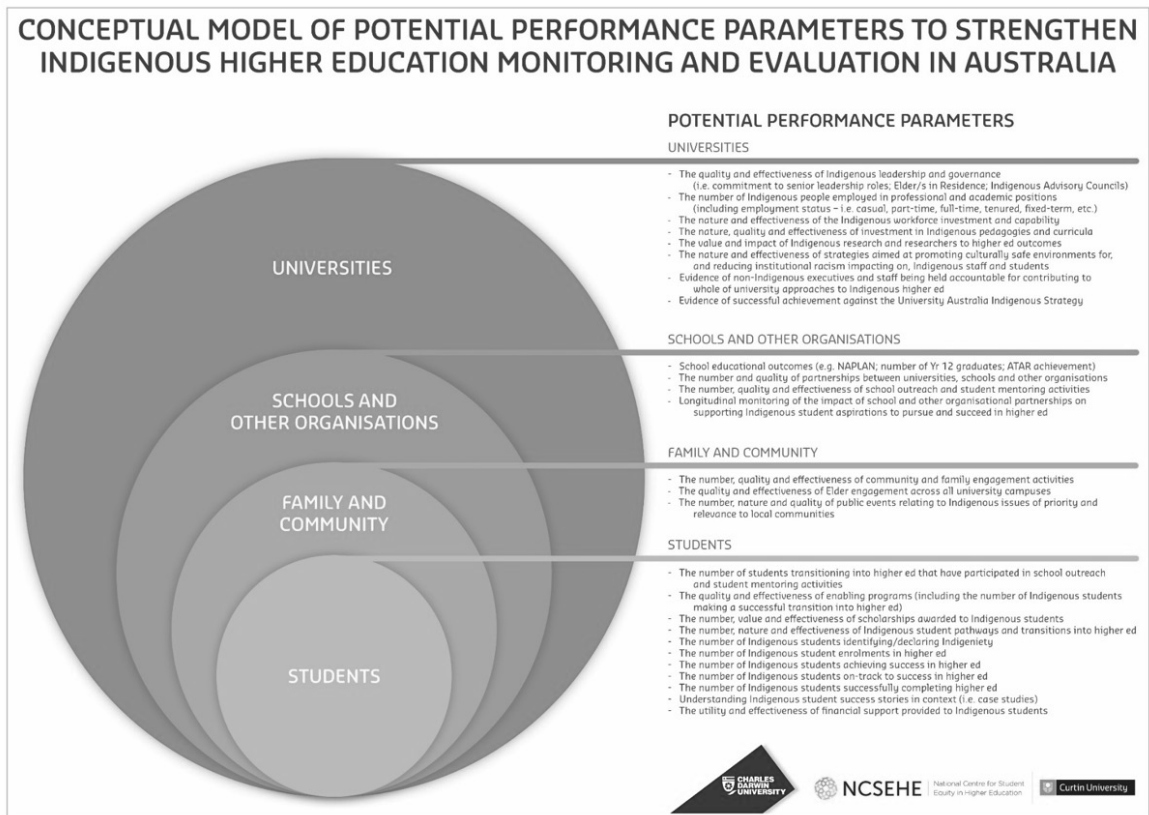 CONCEPTUAL MODEL OF POTENTIAL PERFORMANCE PARAMETERS TO STRENGTHEN
INDIGENOUS HIGHER EDUCATION MONITORING AND EVALUATION IN AUSTRALIA
UNIVERSITIES
SCHOOLS AND
OTHER ORGANISATIONS
FAMILY AND
COMMUNITY
STUDENTS
POTENTIAL PERFORMANCE PARAMETERS
UNIVERSITIES
- The quality and effectiveness of Indigenous leadership and governance
(i.e. commitment to senior leadership roles; Elder/s in Residence; Indigenous Advisory Councils)
- The number of Indigenous people employed in professional and academic positions
(including employment status – i.e. casual, part-time, full-time, tenured, fixed-term, etc.)
- The nature and effectiveness of the Indigenous workforce investment and capability
- The nature, quality and effectiveness of investment in Indigenous pedagogies and curricula
- The value and impact of Indigenous research and researchers to higher ed outcomes
- The nature and effectiveness of strategies aimed at promoting culturally safe environments for,
and reducing institutional racism impacting on, Indigenous staff and students
- Evidence of non-Indigenous executives and staff being held accountable for contributing to
whole of university approaches to Indigenous higher ed
- Evidence of successful achievement against the University Australia Indigenous Strategy
SCHOOLS AND OTHER ORGANISATIONS
- School educational outcomes (e.g. NAPLAN; number of Yr 12 graduates; ATAR achievement)
- The number and quality of partnerships between universities, schools and other organisations
- The number, quality and effectiveness of school outreach and student mentoring activities
- Longitudinal monitoring of the impact of school and other organisational partnerships on
supporting Indigenous student aspirations to pursue and succeed in higher ed
FAMILY AND COMMUNITY
- The number, quality and effectiveness of community and family engagement activities
- The quality and effectiveness of Elder engagement across all university campuses
- The number, nature and quality of public events relating to Indigenous issues of priority and
relevance to local communities
STUDENTS
- The number of students transitioning into higher ed that have participated in school outreach
and student mentoring activities
- The quality and effectiveness of enabling programs (including the number of Indigenous students
making a successful transition into higher ed)
- The number, value and effectiveness of scholarships awarded to Indigenous students
- The number, nature and effectiveness of Indigenous student pathways and transitions into higher ed
- The number of Indigenous students identifying/declaring Indigeniety
- The number of Indigenous student enrolments in higher ed
- The number of Indigenous students achieving success in higher ed
- The number of Indigenous students on-track to success in higher ed
- The number of Indigenous students successfully completing higher ed
- Understanding Indigenous student success stories in context (i.e. case studies)
- The utility and effectiveness of financial support provided to Indigenous students
CHARLES
DARWIN
UNIVERSITY
NCSEHE
National Centre for Student
Equity in Higher Education
Curtin University